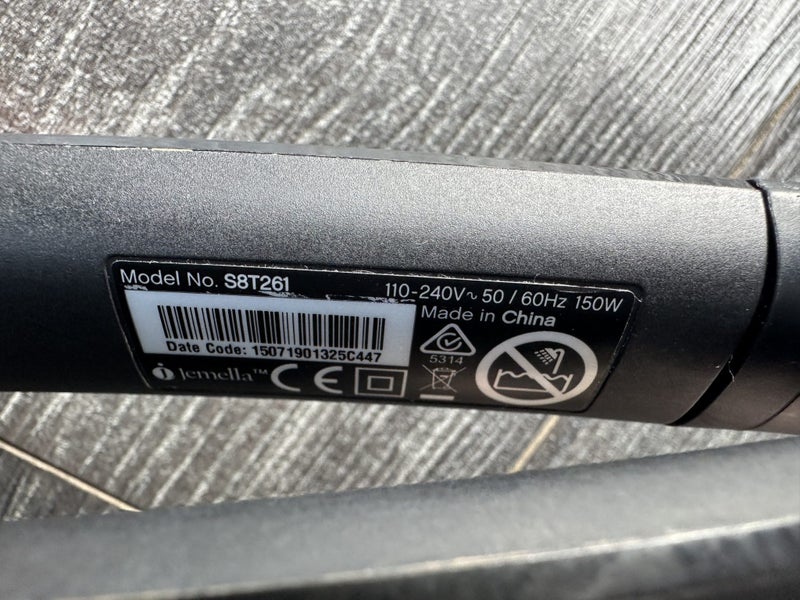 Model No. S8T261
110-240V~ 50 / 60Hz 150W
Made in China
Date Code: 15071901325C447
5314
Jemella™ CE